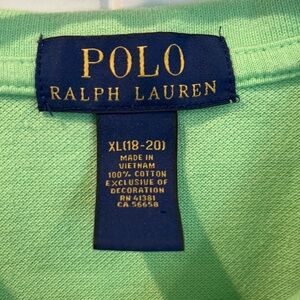 POLO
RALPH LAUREN
XL(18-20)
MADE IN
VIETNAM
100% COTTON
EXCLUSIVE OF
DECORATION
RN 41381
CA 56658